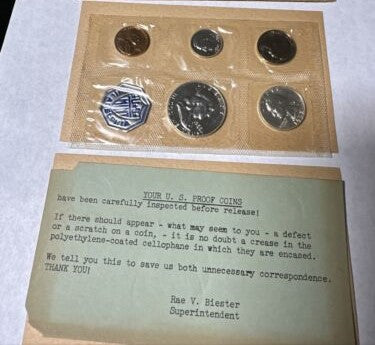 YOUR U. S. PROOF COINS
have been carefully inspected before release!
If there should appear - what may seem to you - a defect
or a scratch on a coin, - it is no doubt a crease in the
polyethylene-coated cellophane in which they are encased.
We tell you this to save us both unnecessary correspondence.
THANK YOU!
Rae V. Biester
Superintendent